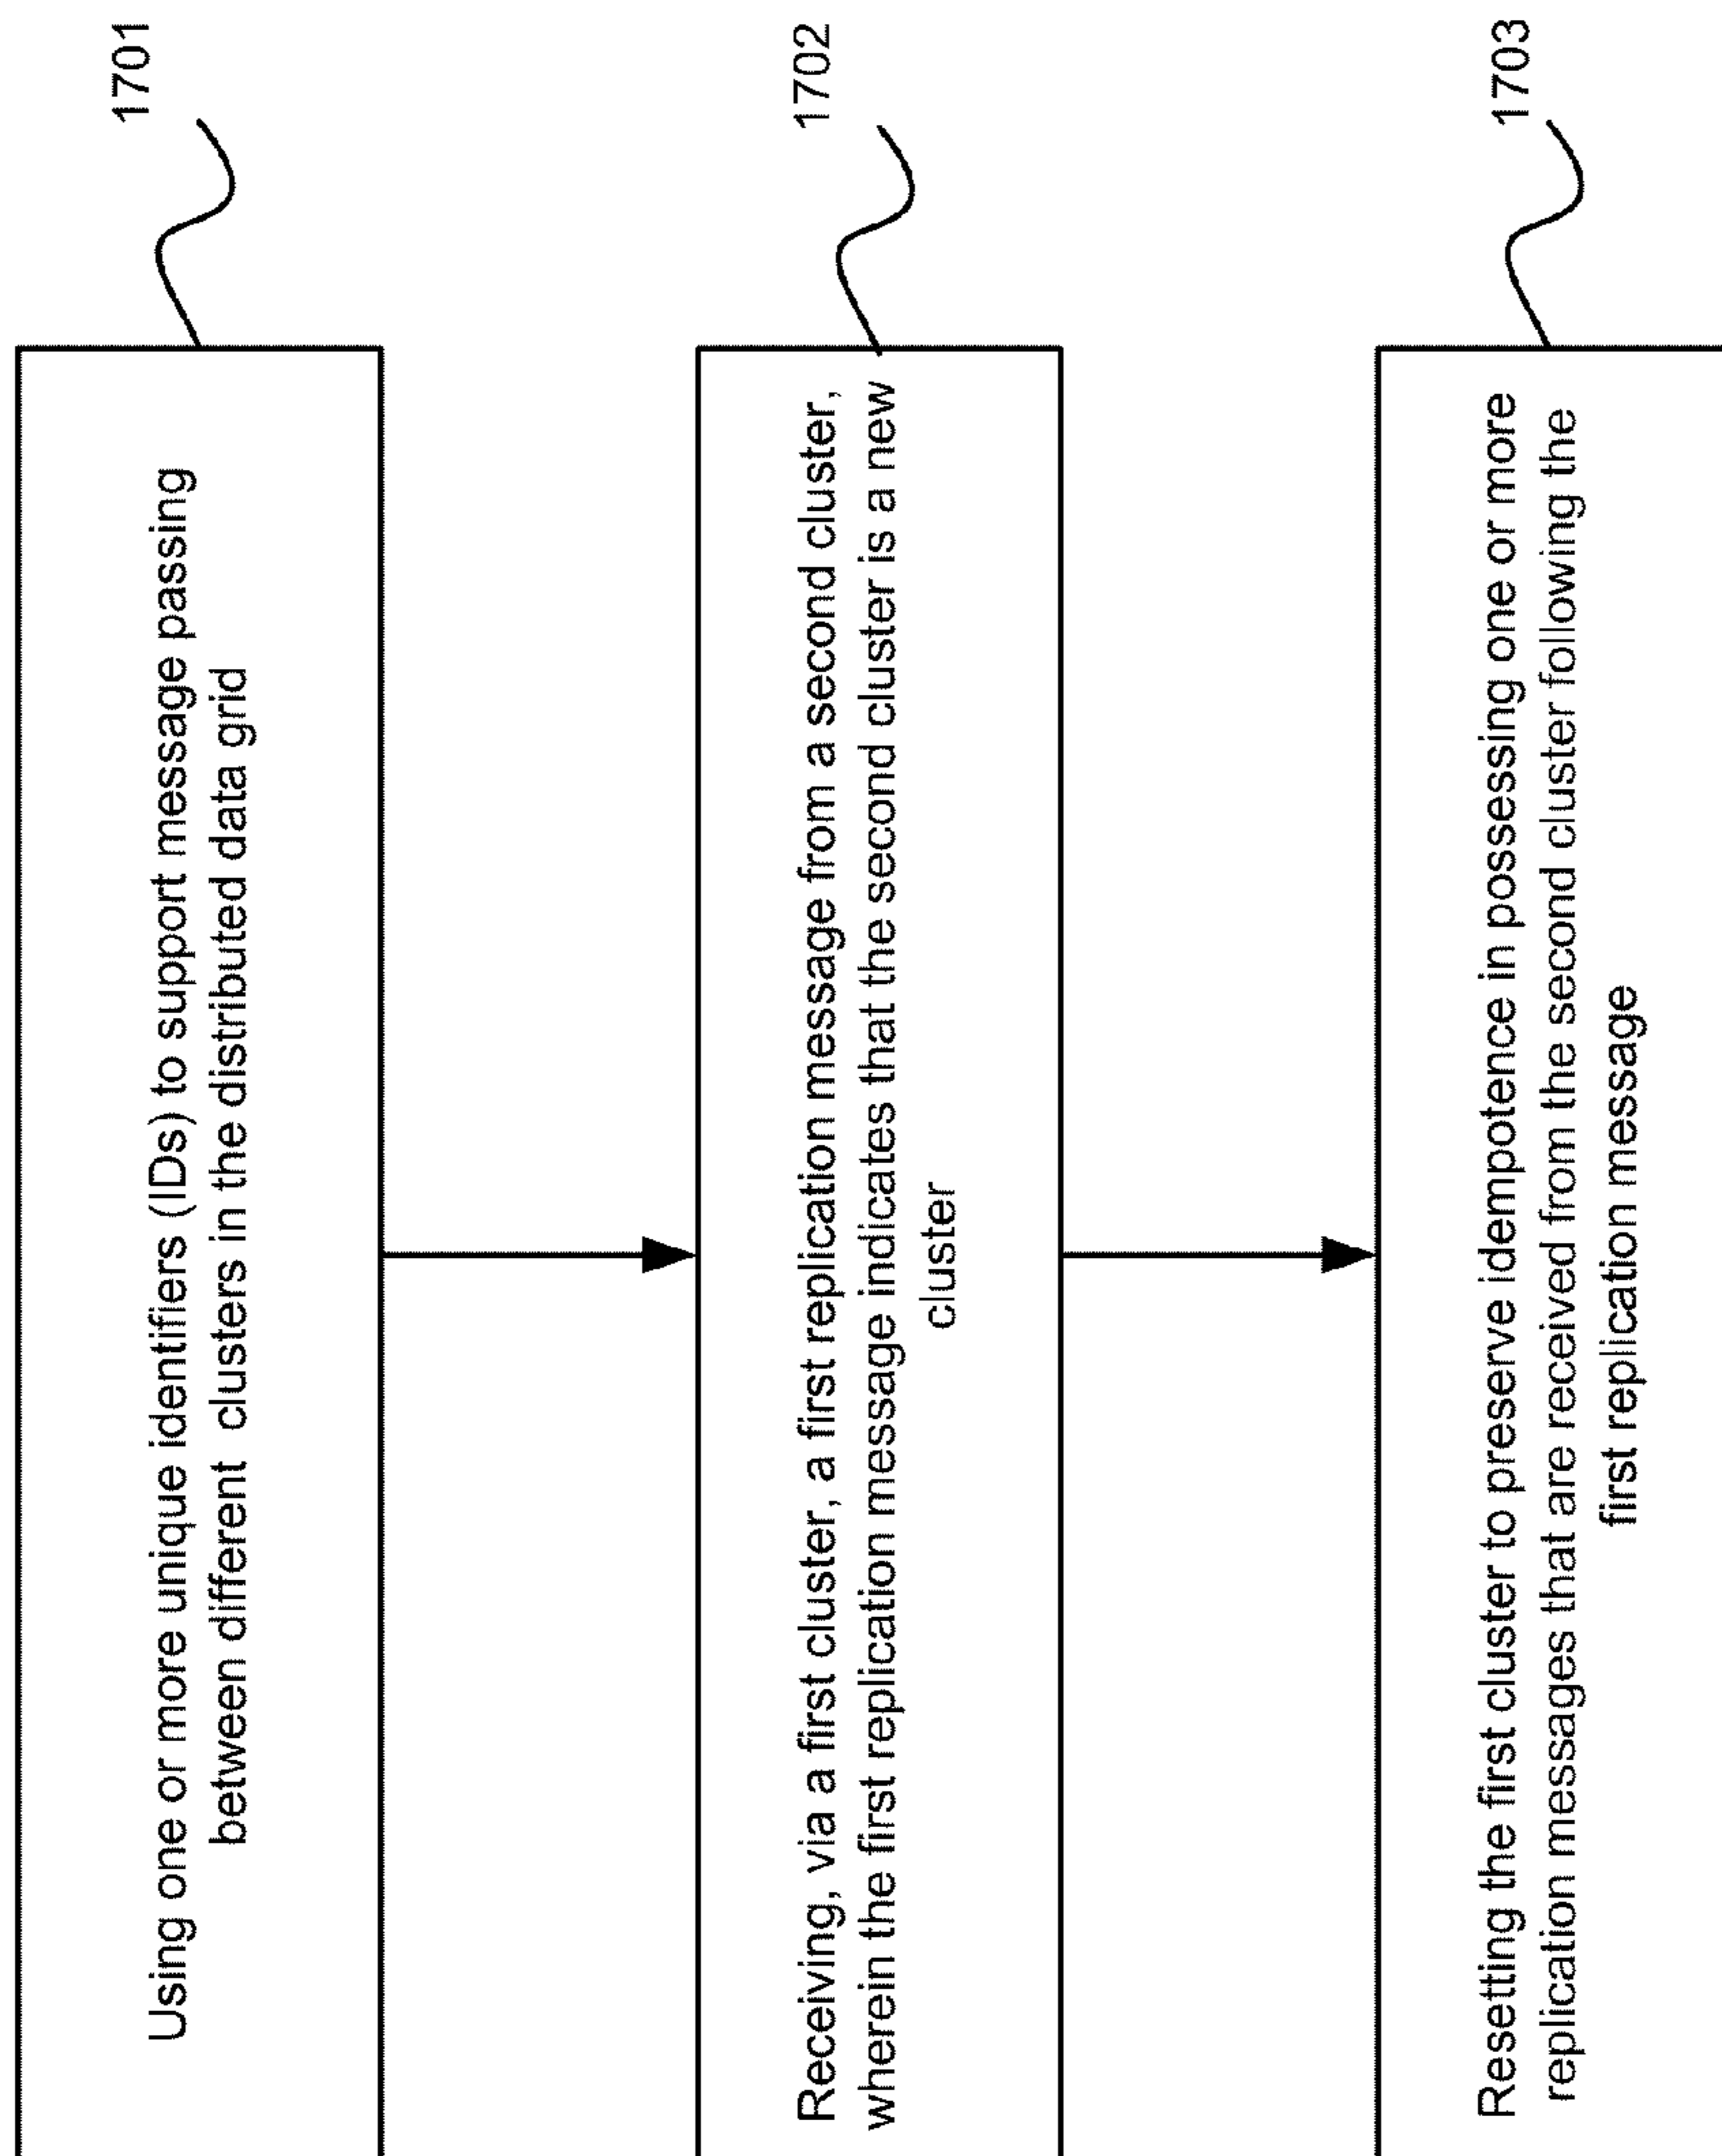 1701
Using one or more unique identifiers (IDs) to support message passing
between different clusters in the distributed data grid
1702
Receiving, via a first cluster, a first replication message from a second cluster,
wherein the first replication message indicates that the second cluster is a new
cluster
1703
Resetting the first cluster to preserve idempotence in possessing one or more
replication messages that are received from the second cluster following the
first replication message